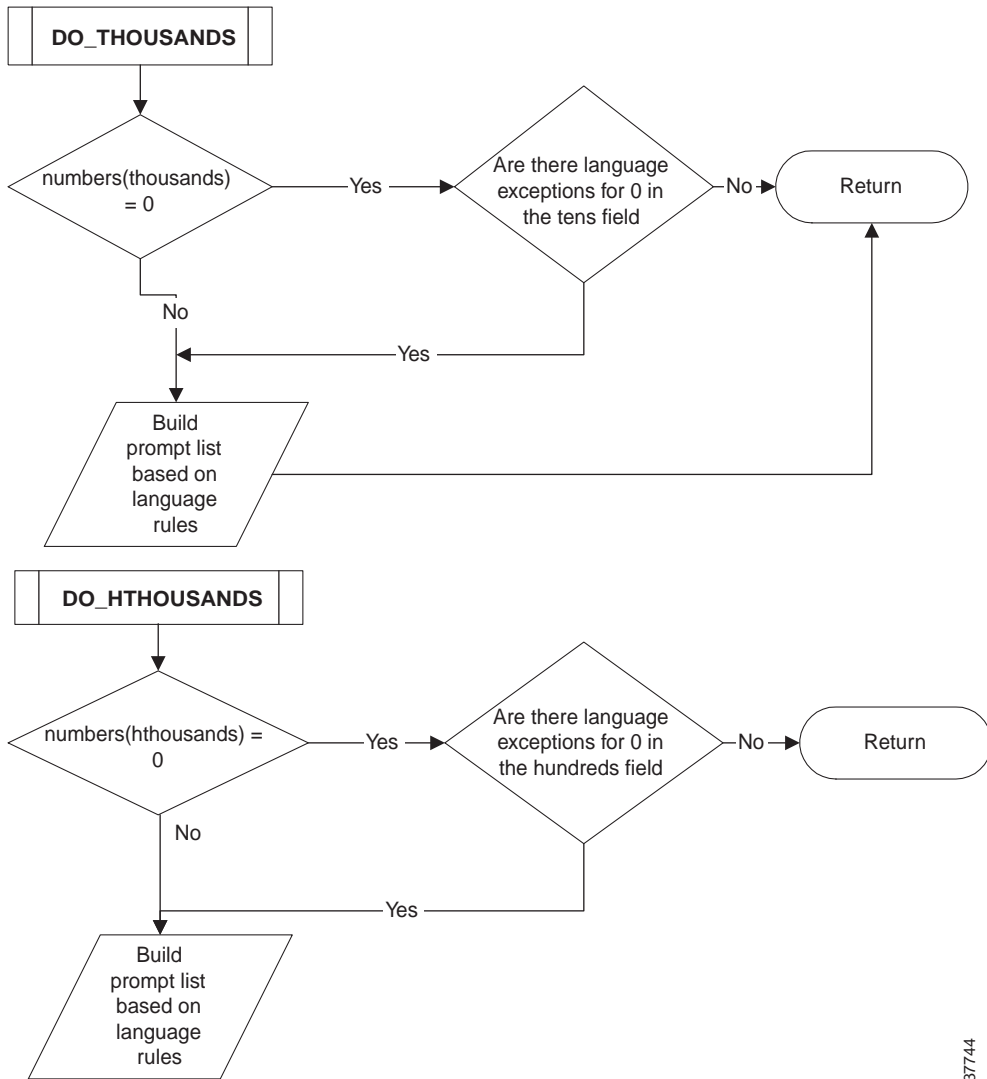 DO_THOUSANDS
numbers(thousands)
= 0
Yes
Are there language
exceptions for 0 in
the tens field
No
Return
No
Yes
Build
prompt list
based on
language
rules
DO_HTHOUSANDS
numbers(hthousands) =
0
Yes
Are there language
exceptions for 0 in
the hundreds field
No
Return
No
Yes
Build
prompt list
based on
language
rules
37744